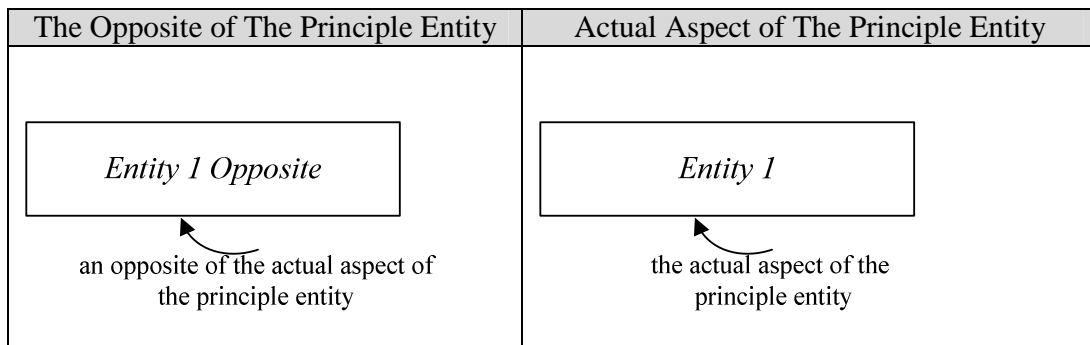 The Opposite of The Principle Entity
Actual Aspect of The Principle Entity
Entity 1 Opposite
an opposite of the actual aspect of
the principle entity
Entity 1
the actual aspect of the
principle entity